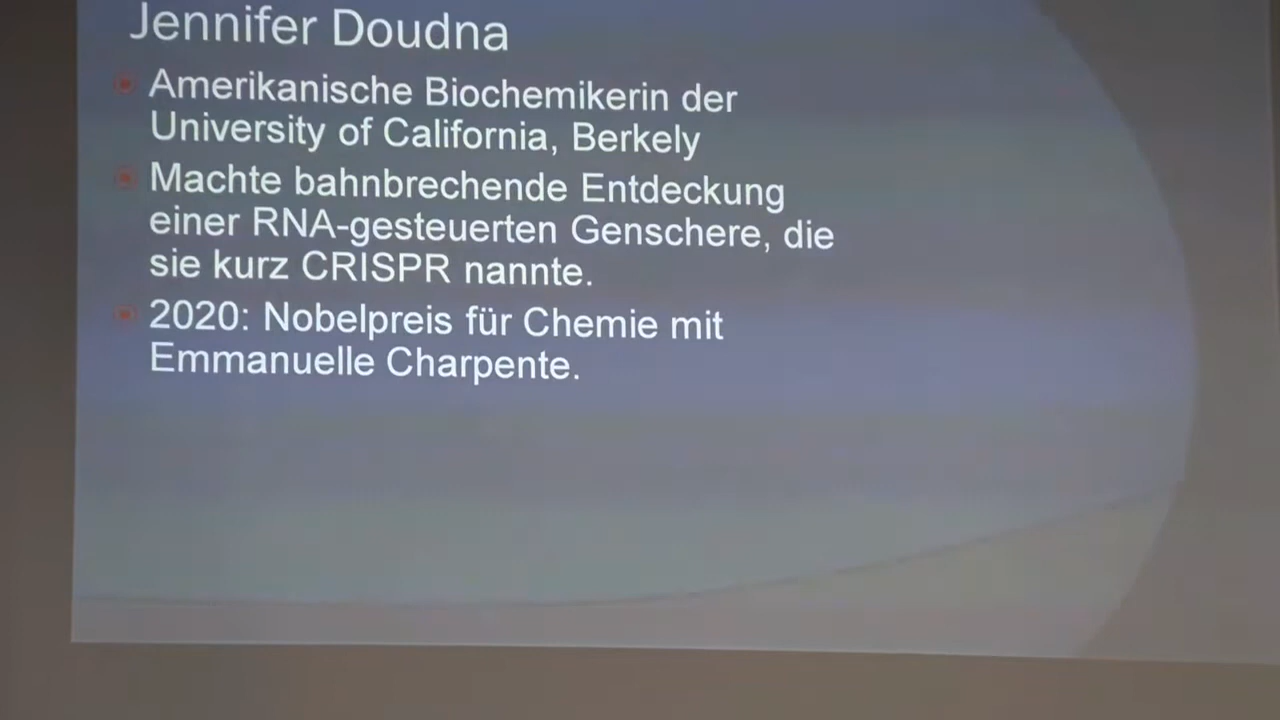 Jennifer Doudna
Amerikanische Biochemikerin der
University of California, Berkely
Machte bahnbrechende Entdeckung
einer RNA-gesteuerten Genschere, die
sie kurz CRISPR nannte.
2020: Nobelpreis für Chemie mit
Emmanuelle Charpente.